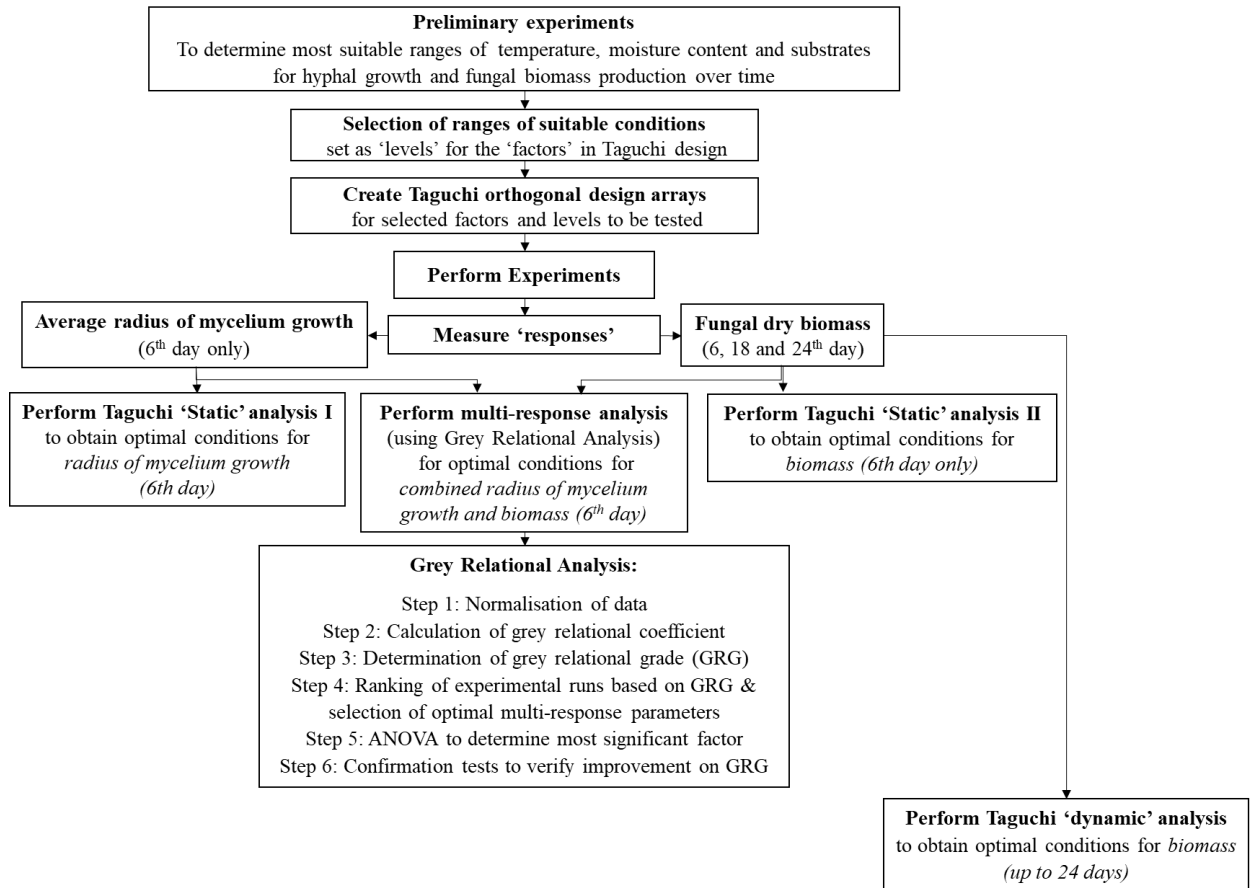 Preliminary experiments
To determine most suitable ranges of temperature, moisture content and substrates
for hyphal growth and fungal biomass production over time
Selection of ranges of suitable conditions
set as ‘levels’ for the ‘factors’ in Taguchi design
Create Taguchi orthogonal design arrays
for selected factors and levels to be tested
Perform Experiments
Average radius of mycelium growth
(6th day only)
Measure ‘responses’
Fungal dry biomass
(6, 18 and 24th day)
Perform Taguchi ‘Static’ analysis I
to obtain optimal conditions for
radius of mycelium growth
(6th day)
Perform multi-response analysis
(using Grey Relational Analysis)
for optimal conditions for
combined radius of mycelium
growth and biomass (6th day)
Perform Taguchi ‘Static’ analysis II
to obtain optimal conditions for
biomass (6th day only)
Grey Relational Analysis:
Step 1: Normalisation of data
Step 2: Calculation of grey relational coefficient
Step 3: Determination of grey relational grade (GRG)
Step 4: Ranking of experimental runs based on GRG &
selection of optimal multi-response parameters
Step 5: ANOVA to determine most significant factor
Step 6: Confirmation tests to verify improvement on GRG
Perform Taguchi ‘dynamic’ analysis
to obtain optimal conditions for biomass
(up to 24 days)